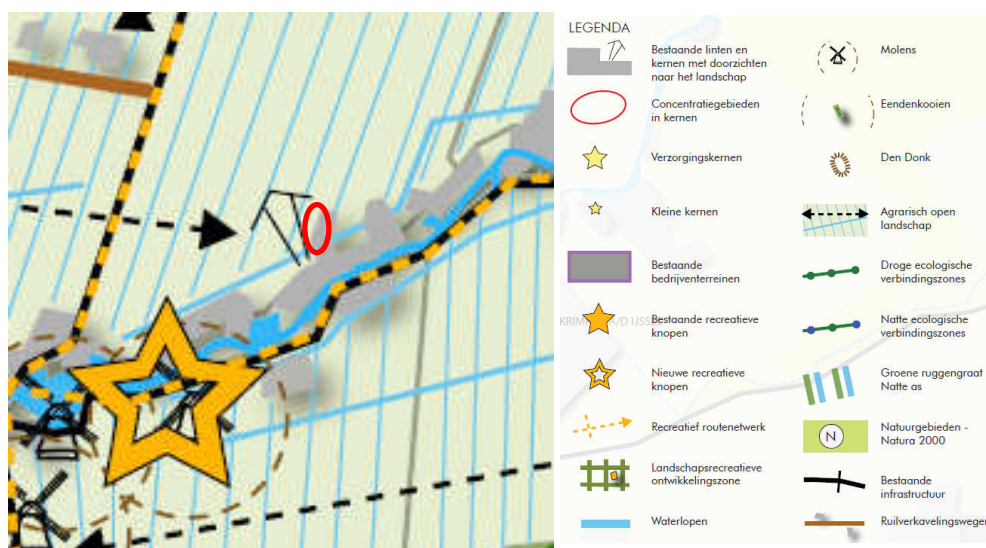 LEGENDA
Bestaande linten en
kernen met doorzichten
naar het landschap
Concentratiegebieden
in kernen
Verzorgingskernen
Kleine kernen
Bestaande
bedrijventerreinen
Bestaande recreatieve
knopen
Nieuwe recreatieve
knopen
Recreatief routenetwerk
Landschapsrecreatieve
ontwikkelingszone
Waterlopen
Molens
Eendenkooien
Den Donk
Agrarisch open
landschap
Droge ecologische
verbindingszones
Natte ecologische
verbindingszones
Groene ruggengraat
Natte as
N
Natuurgebieden -
Natura 2000
Bestaande
infrastructuur
Ruilverkavelingswegen